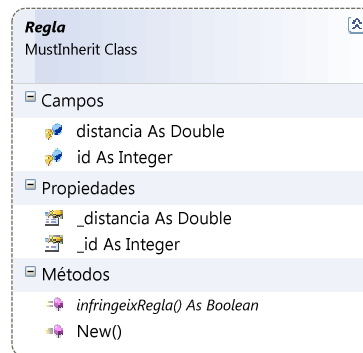 Regla
MustInherit Class
Campos
distancia As Double
id As Integer
Propiedades
_distancia As Double
_id As Integer
Métodos
infringeixRegla() As Boolean
New()